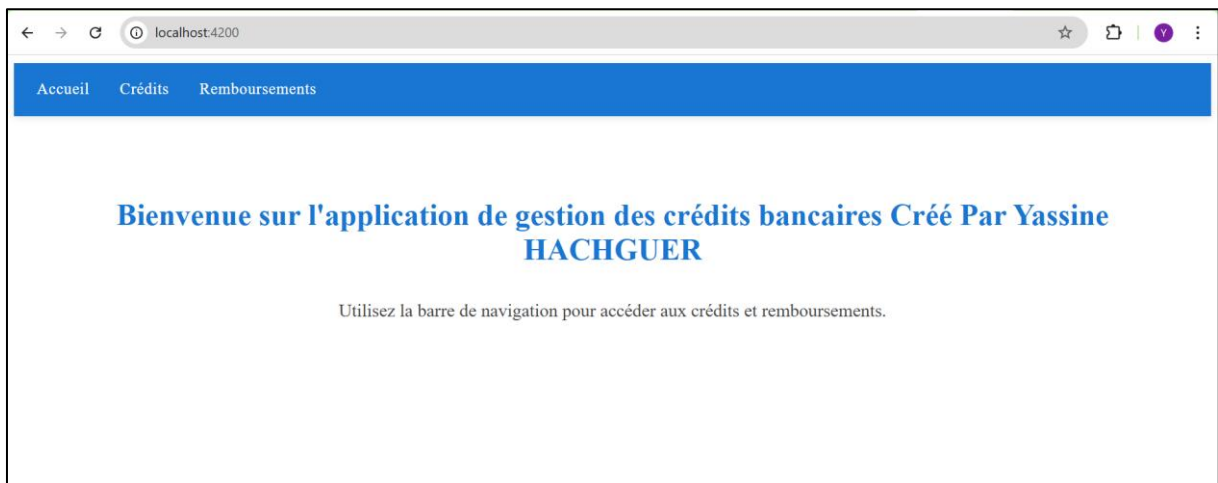 localhost:4200
Y
Accueil Crédits Remboursements
Bienvenue sur l'application de gestion des crédits bancaires Créé Par Yassine
HACHGUER
Utilisez la barre de navigation pour accéder aux crédits et remboursements.